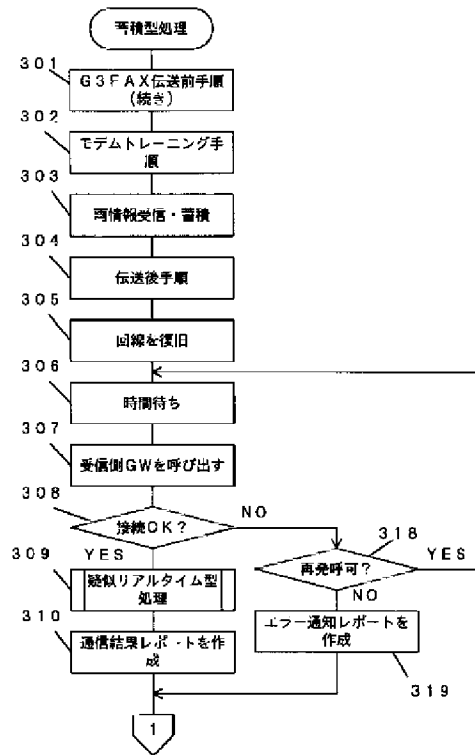 蓄積型処理
301
G3FAX伝送前手順
(続き)
302
モデムトレーニング手
順
303
画情報受信・蓄積
304
伝送後手順
305
回線を復旧
306
時間待ち
307
受信側GWを呼び出す
308
接続OK?
NO
318
YES
再発呼可?
YES
309
疑似リアルタイム型
処理
NO
310
通信結果レポートを作
成
エラー通知レポートを
作成
319
1